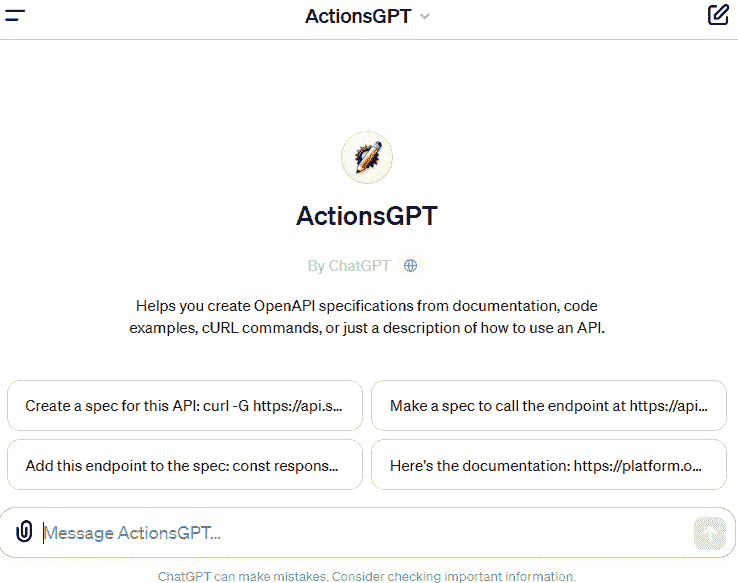 ActionsGPT
ActionsGPT
By ChatGPT
Helps you create OpenAPI specifications from documentation, code
examples, cURL commands, or just a description of how to use an API.
Create a spec for this API: curl -G https://api.s...
Make a spec to call the endpoint at https://api...
Add this endpoint to the spec: const respons...
Here's the documentation: https://platform.o...
Message ActionsGPT...
ChatGPT can make mistakes. Consider checking important information.